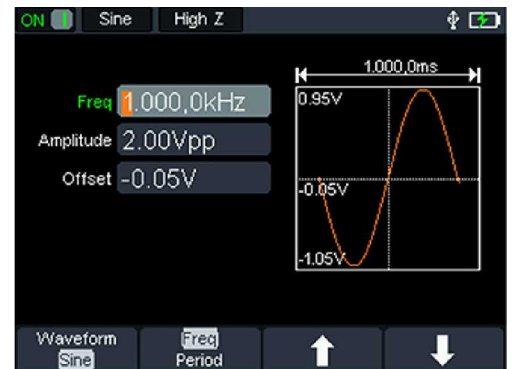 ON Sine High Z
1.000,0ms
Freq 1.000,0kHz
0.95V
Amplitude 2.00Vpp
Offset -0.05V
-0.05V
-1.05V
Waveform Freq
Sine Period